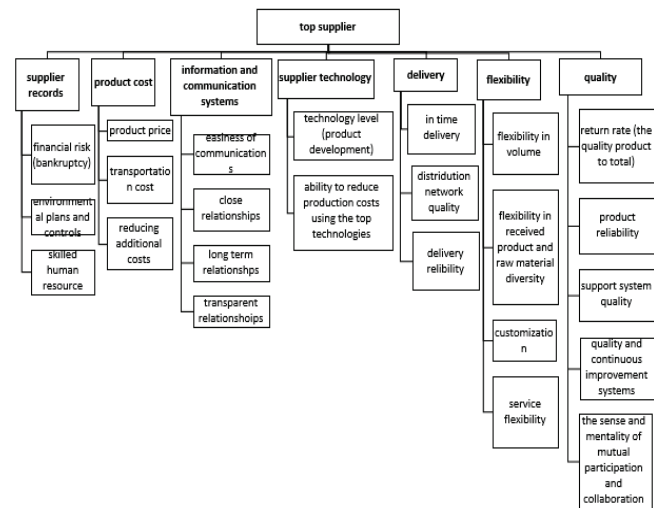 top supplier
supplier
records
product cost
information and
communication
systems
supplier technology
delivery
flexibility
quality
financial risk
(bankruptcy)
environment
al plans and
controls
skilled
human
resource
product price
transportatio
n cost
reducing
additional
costs
easiness of
communication
s
close
relationships
long term
relationshps
transparent
relationshoips
technology level
(product
development)
ability to reduce
production costs
using the top
technologies
in time
delivery
distridution
network
quality
delivery
relibility
flexibility in
volume
flexibility in
received
product and
raw material
diversity
customizatio
n
service
flexibility
return rate (the
quality product
to total)
product
reliability
support system
quality
quality and
continuous
improvement
systems
the sense and
mentality of
mutual
participation
and
collaboration